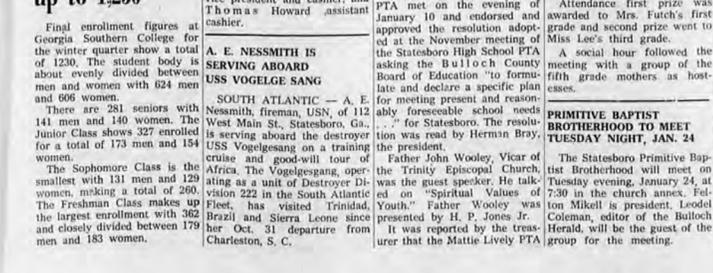 up to 1,230
Final enrollment figures at
Georgia Southern College for
the winter quarter show a total
of 1230. The student body is
about evenly divided between
men and women with 624 men
and 606 women.
There are 281 seniors with
141 men and 140 women. The
Junior Class shows 327 enrolled
for a total of 173 men and 154
women.
The Sophomore Class is the
smallest with 131 men and 129
women, making a total of 260.
The Freshman Class makes up
the largest enrollment with 362
and closely divided between 179
men and 183 women.
vice president and cashier, and
Thomas Howard ,assistant
cashier.
A. E. NESSMITH IS
SERVING ABOARD
USS VOGELGE SANG
SOUTH ATLANTIC — A. E.
Nessmith, fireman, USN, of 112
West Main St., Statesboro, Ga.,
is serving aboard the destroyer
USS Vogelgesang on a training
cruise and good-will tour of
Africa. The Vogelgesgang, oper-
ating as a unit of Destroyer Di-
vision 222 in the South Atlantic
Fleet, has visited Trinidad,
Brazil and Sierra Leone since
her Oct. 31 departure from
Charleston, S. C.
PTA met on the evening of
January 10 and endorsed and
approved the resolution adopt-
ed at the November meeting of
the Statesboro High School PTA
asking the Bulloch County
Board of Education "to formu-
late and declare a specific plan
for meeting present and reason-
ably foreseeable school needs
. . ." for Statesboro. The resolu-
tion was read by Herman Bray,
the president.
Father John Wooley, Vicar of
the Trinity Episcopal Church,
was the guest speker. He talk-
ed on "Spiritual Values of
Youth." Father Wooley was
presented by H. P. Jones Jr.
It was reported by the treas-
urer that the Mattie Lively PTA
Attendance first prize was
awarded to Mrs. Futch's first
grade and second prize went to
Miss Lee's third grade.
A social hour followed the
meeting with a group of the
fifth grade mothers as host-
esses.
PRIMITIVE BAPTIST
BROTHERHOOD TO MEET
TUESDAY NIGHT, JAN. 24
The Statesboro Primitive Bap-
tist Brotherhood will meet on
Tuesday evening, January 24, at
7:30 in the church annex. Fel-
ton Mikell is president. Leodel
Coleman, editor of the Bulloch
Herald, will be the guest of the
group for the meeting.